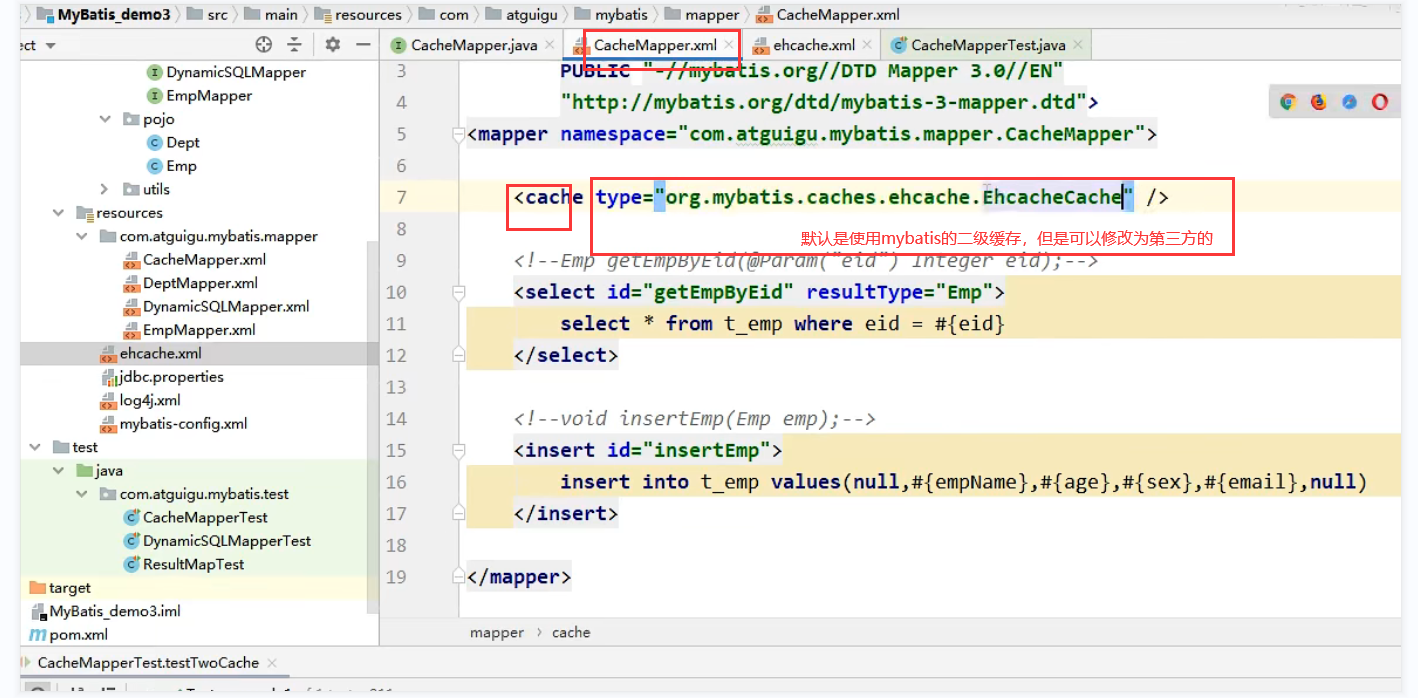 MyBatis_demo3 src main resources com atguigu mybatis mapper CacheMapper.xml
ect
CacheMapper.java CacheMapper.xml ehcache.xml CacheMapperTest.java
DynamicSQLMapper
EmpMapper
pojo
Dept
Emp
utils
resources
com.atguigu.mybatis.mapper
CacheMapper.xml
DeptMapper.xml
DynamicSQLMapper.xml
EmpMapper.xml
ehcache.xml
jdbc.properties
log4j.xml
mybatis-config.xml
test
java
com.atguigu.mybatis.test
CacheMapperTest
DynamicSQLMapperTest
ResultMapTest
target
MyBatis_demo3.iml
pom.xml
3 PUBLIC "-//mybatis.org//DTD Mapper 3.0//EN"
4 "http://mybatis.org/dtd/mybatis-3-mapper.dtd">
5 <mapper namespace="com.atguigu.mybatis.mapper.CacheMapper">
6
7 <cache type="org.mybatis.caches.ehcache.EhcacheCache" />
8
默认是使用mybatis的二级缓存，但是可以修改为第三方的
9 <!--Emp getEmpByEid(@Param("eid") Integer eid);-->
10 <select id="getEmpByEid" resultType="Emp">
11 select * from t_emp where eid = #{eid}
12 </select>
13
14 <!--void insertEmp(Emp emp);-->
15 <insert id="insertEmp">
16 insert into t_emp values(null,#{empName},#{age},#{sex},#{email},null)
17 </insert>
18
19 </mapper>
mapper › cache
CacheMapperTest.testTwoCache